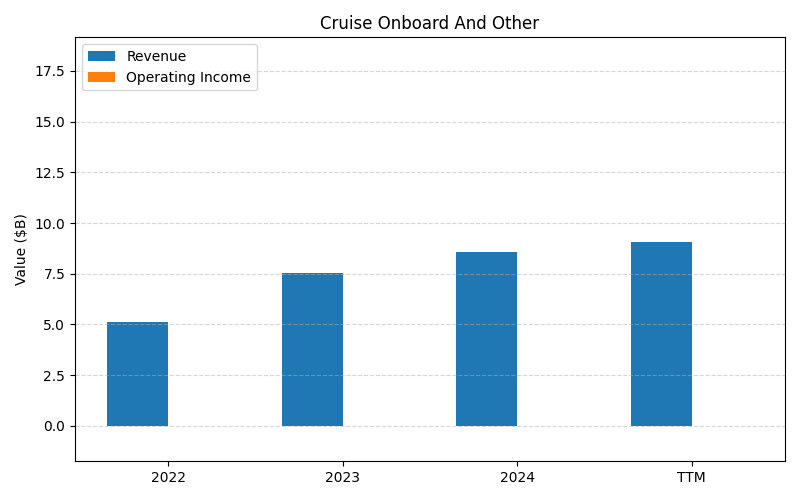 Cruise Onboard And Other
Revenue
Operating Income
Value ($B)
17.5
15.0
12.5
10.0
7.5
5.0
2.5
0.0
2022
2023
2024
TTM